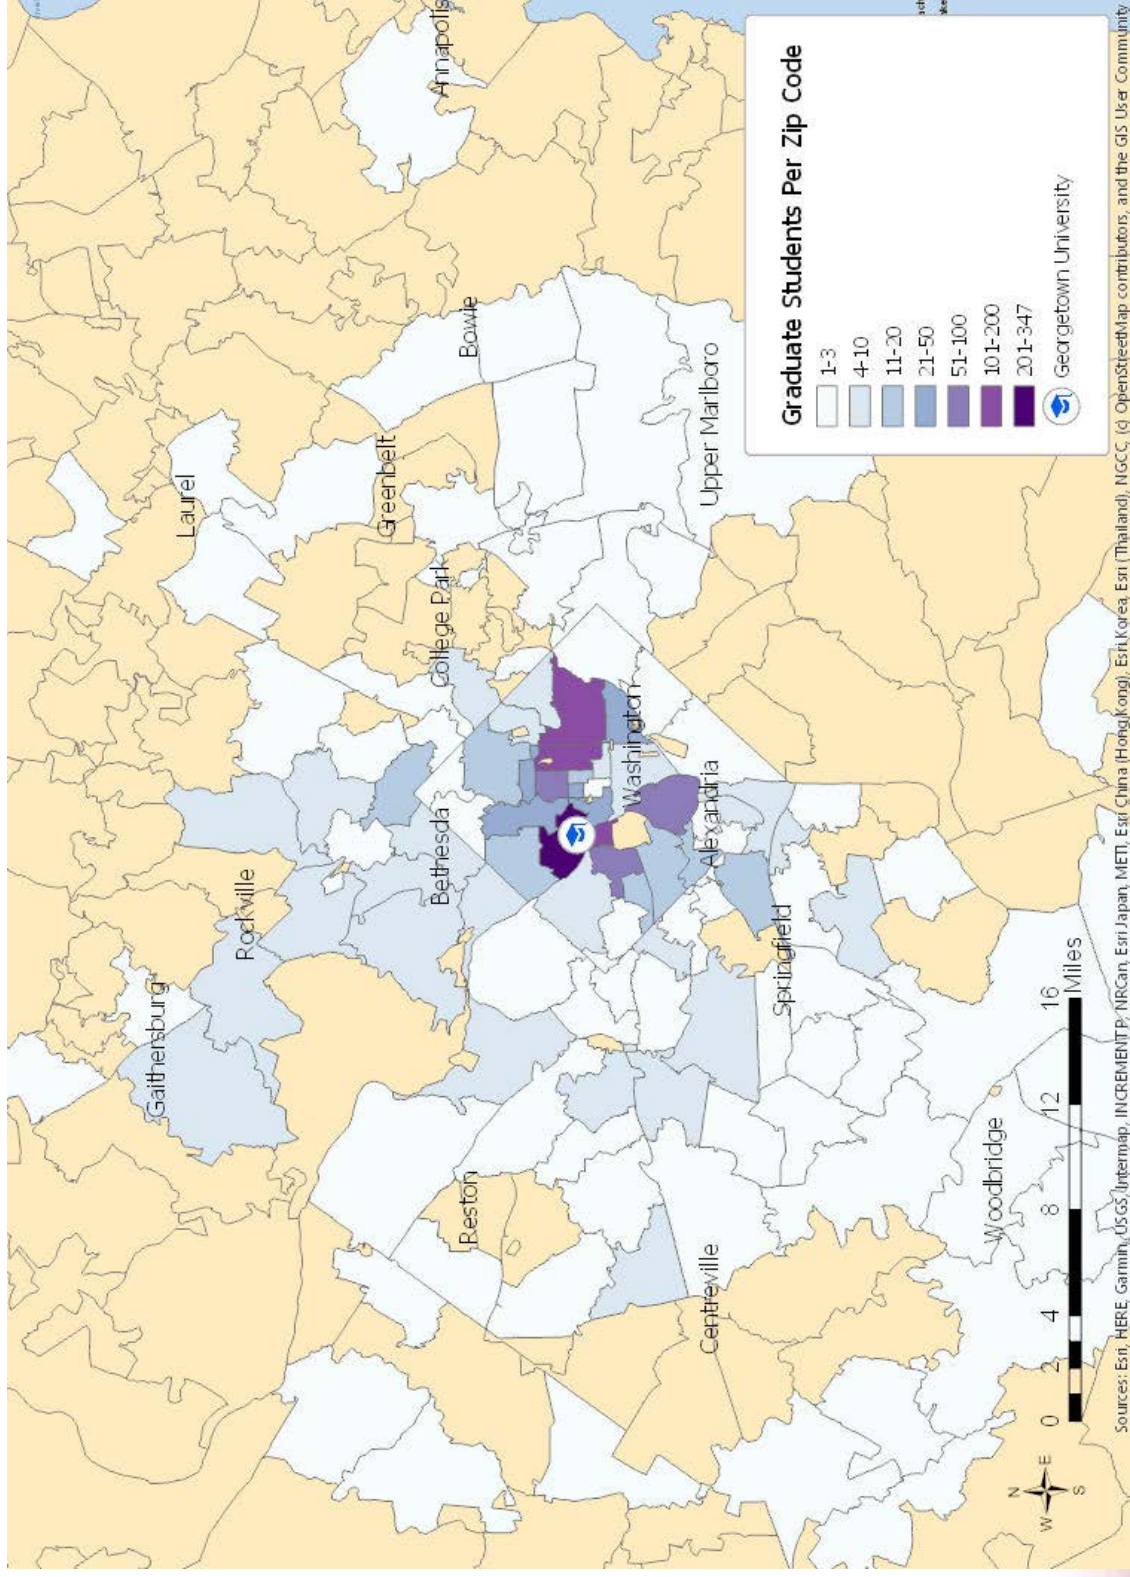 Annapolis
Laurel
Greenbelt
Bowie
College Park
Upper Marlboro
Rockville
Gaithersburg
Bethesda
Washington
Alexandria
Reston
Springfield
Centreville
Woodbridge
Graduate Students Per Zip Code
1-3
4-10
11-20
21-50
51-100
101-200
201-347
Georgetown University
N
W E
S
0 2 4 8 12 16
Miles
Sources: Esri, HERE, Garmin, USGS, Intermap, INCREMENT P, NRCan, Esri Japan, METI, Esri China (Hong Kong), Esri Korea, Esri (Thailand), NGCC, (c) OpenStreetMap contributors, and the GIS User Community